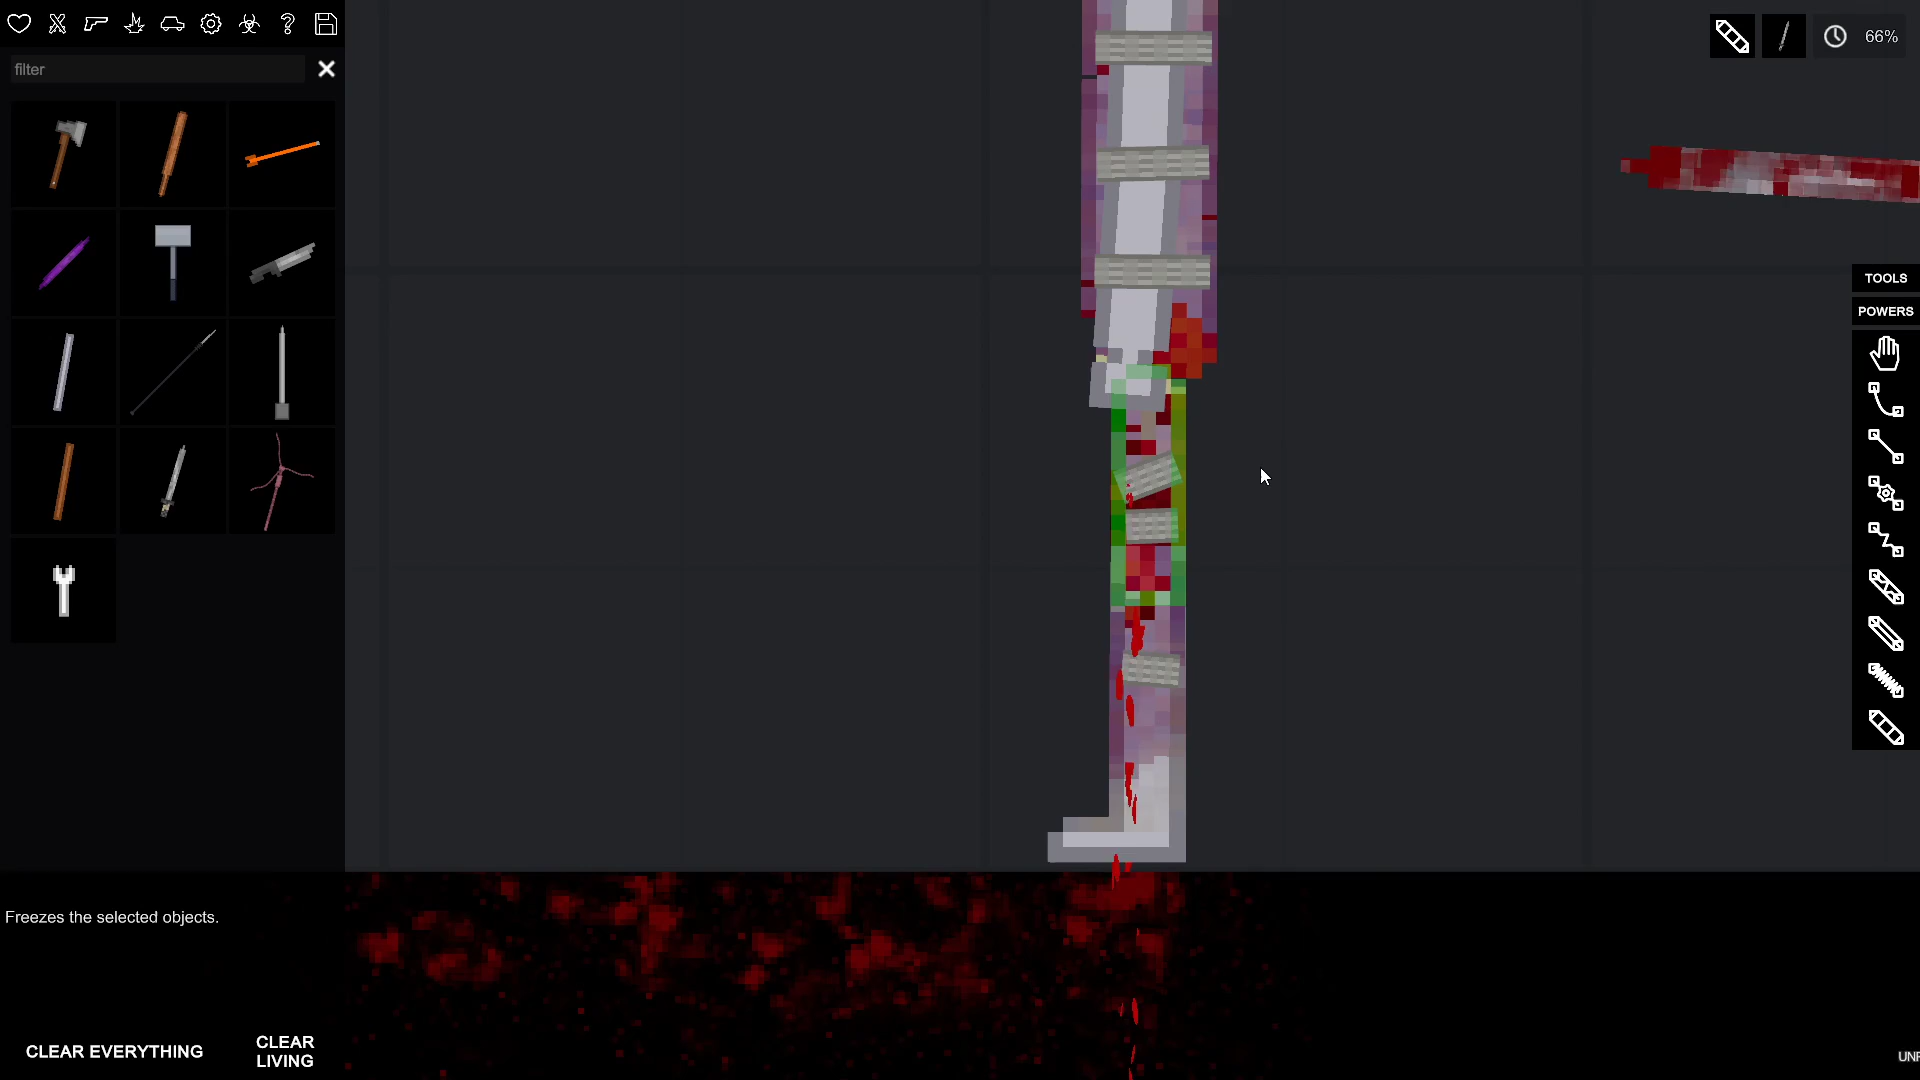 filter
66%
TOOLS
POWERS
Freezes the selected objects.
CLEAR EVERYTHING
CLEAR
LIVING